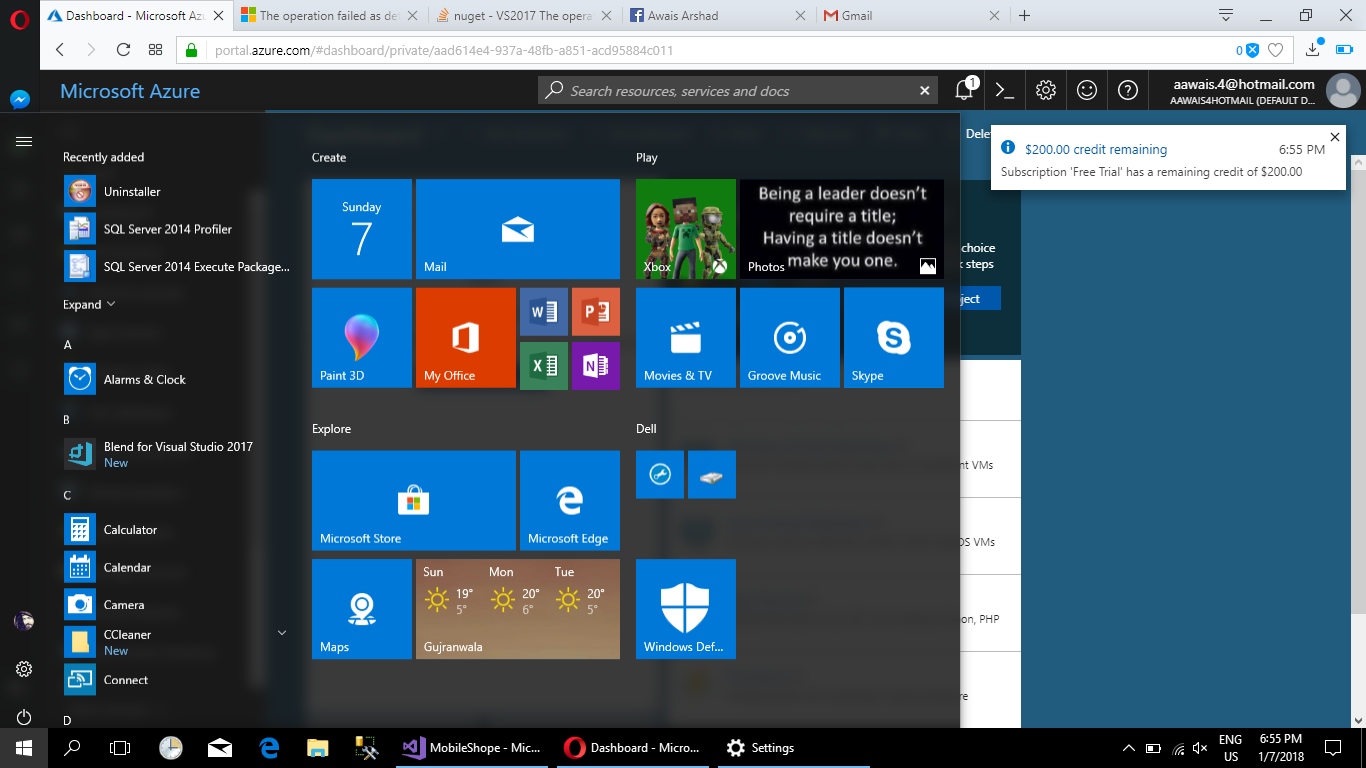 Dashboard - Microsoft Az
The operation failed as de
nuget - VS2017 The opera
Awais Arshad
Gmail
portal.azure.com/#dashboard/private/aad614e4-937a-48fb-a851-acd95884c011
0
Microsoft Azure
Search resources, services and docs
1
aawais.4@hotmail.com
AAWAIS4HOTMAIL (DEFAULT D...
Dele
$200.00 credit remaining
6:55 PM
Subscription 'Free Trial' has a remaining credit of $200.00
Recently added
Uninstaller
SQL Server 2014 Profiler
SQL Server 2014 Execute Package...
Expand
A
Alarms & Clock
B
Blend for Visual Studio 2017
New
C
Calculator
Calendar
Camera
CCleaner
New
Connect
D
Create
Sunday
7
Mail
Paint 3D
My Office
Explore
Microsoft Store
Microsoft Edge
Maps
Sun
Mon
Tue
19°
20°
20°
5°
6°
5°
Gujranwala
Play
Xbox
Being a leader doesn't
require a title;
Having a title doesn't
make you one.
Photos
Movies & TV
Groove Music
Skype
Dell
Windows Def...
choice
steps
ject
nt VMs
OS VMs
on, PHP
re
MobileShope - Mic...
Dashboard - Micro...
Settings
ENG
US
6:55 PM
1/7/2018